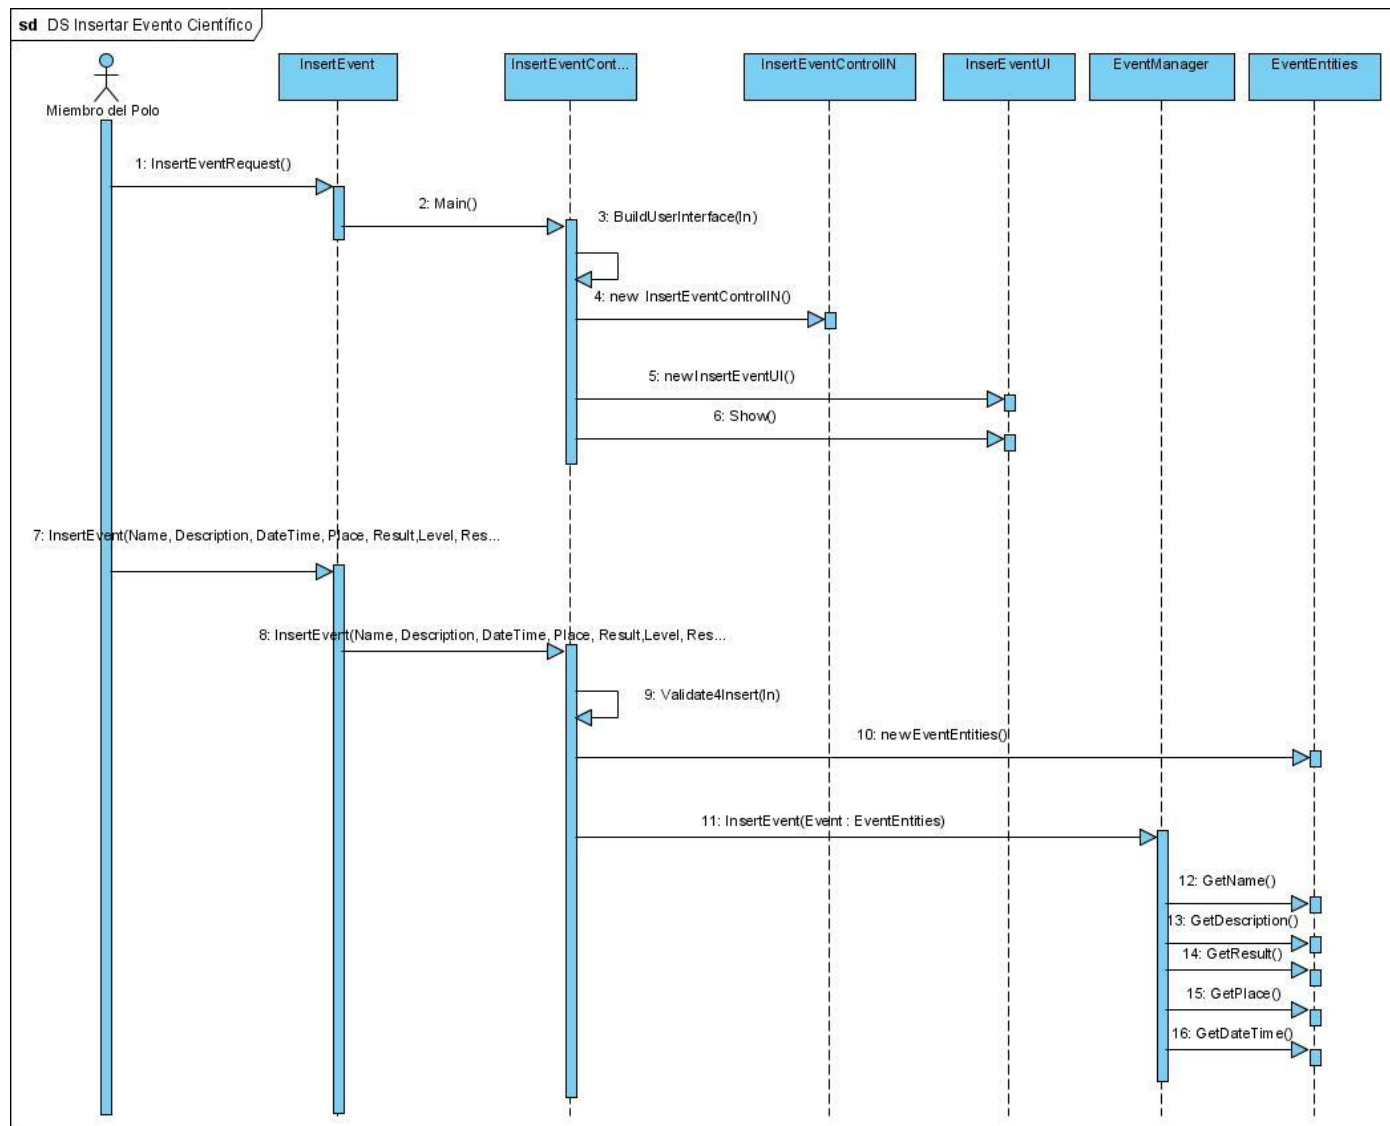 sd DS Insertar Evento Científico
InsertEvent
InsertEventCont...
InsertEventControlIN
InserEventUI
EventManager
EventEntities
Miembro del Polo
1: InsertEventRequest()
2: Main()
3: BuildUserInterface(In)
4: new InsertEventControlIN()
5: newInsertEventUI()
6: Show()
7: InsertEvent(Name, Description, DateTime, Place, Result,Level, Res...
8: InsertEvent(Name, Description, DateTime, Place, Result,Level, Res...
9: Validate4Insert(In)
10: newEventEntities()
11: InsertEvent(Event : EventEntities)
12: GetName()
13: GetDescription()
14: GetResult()
15: GetPlace()
16: GetDateTime()